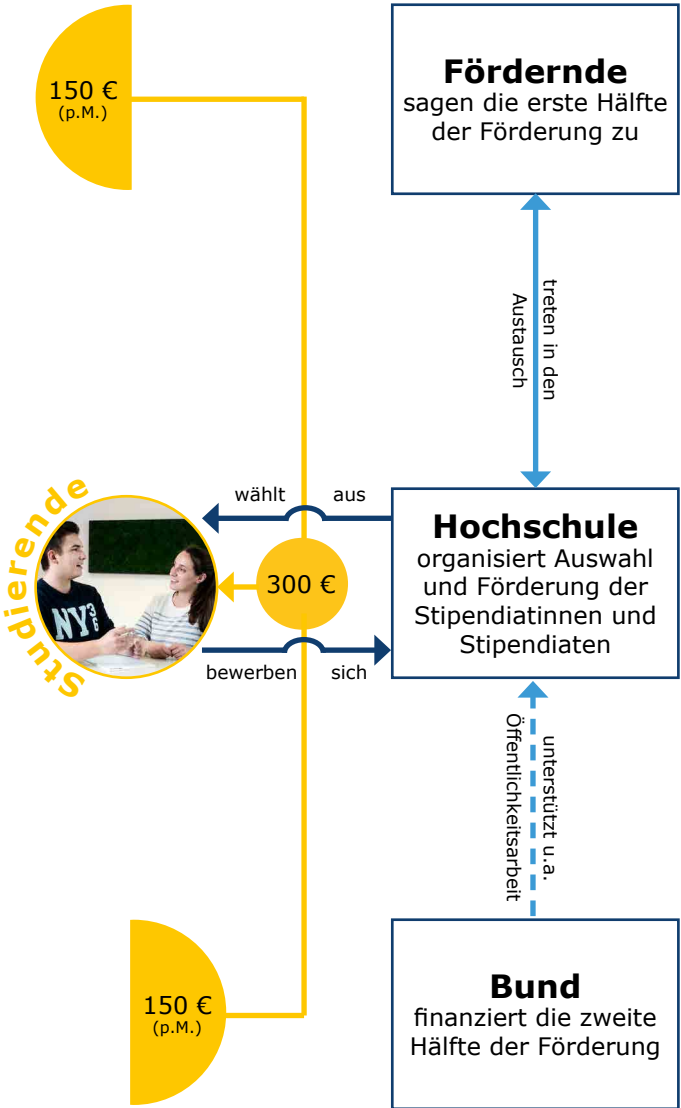 150 €
(p.M.)
Fördernde
sagen die erste Hälfte
der Förderung zu
treten in den
Austausch
Studierende
NY36
wählt aus
300 €
bewerben sich
Hochschule
organisiert Auswahl
und Förderung der
Stipendiatinnen und
Stipendiaten
unterstützt u.a.
Öffentlichkeitsarbeit
150 €
(p.M.)
Bund
finanziert die zweite
Hälfte der Förderung